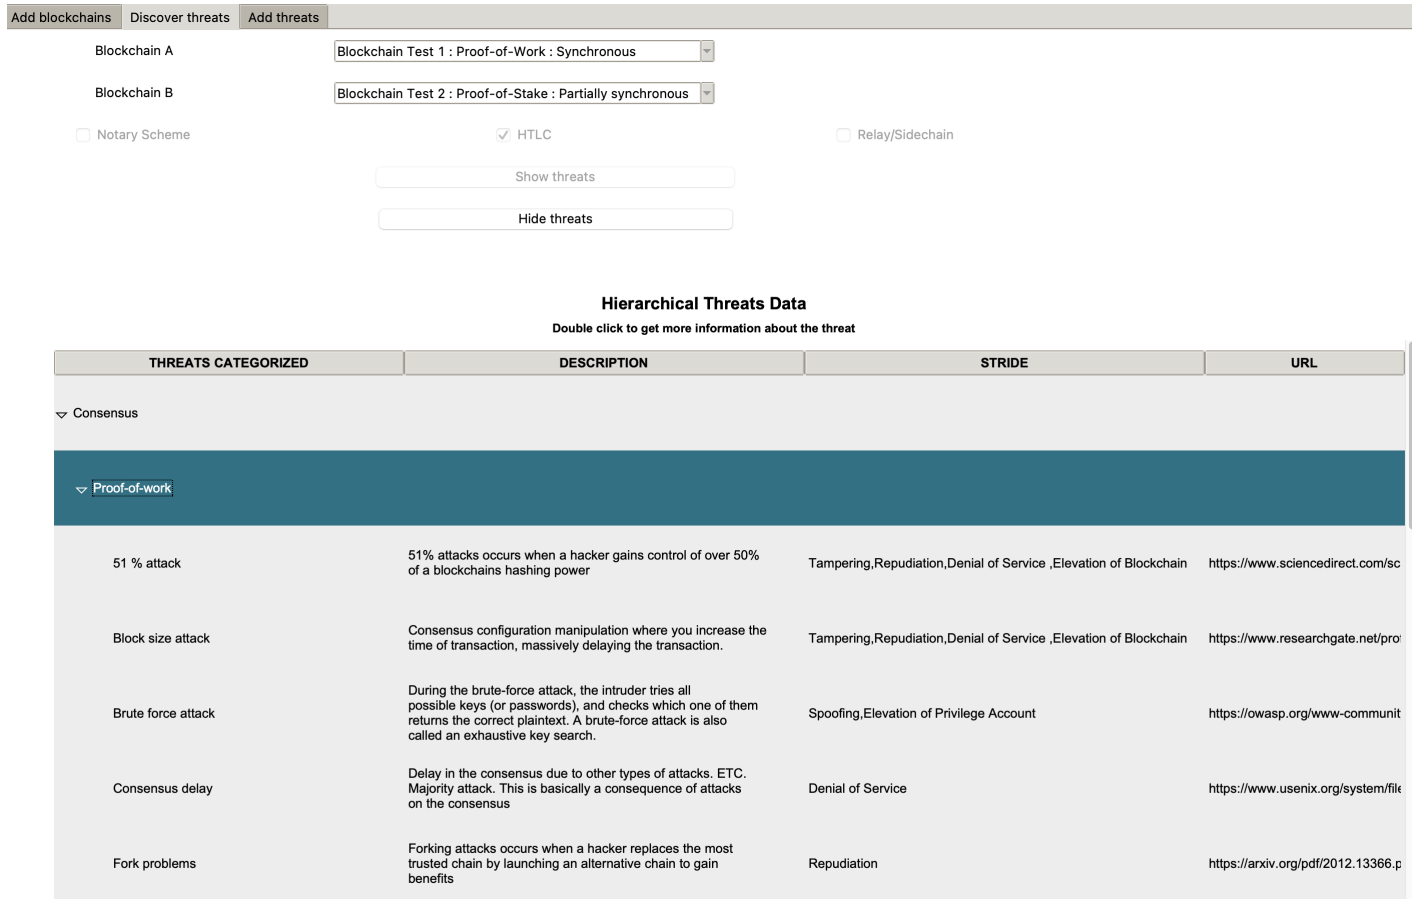 Add blockchains Discover threats Add threats
Blockchain A Blockchain Test 1 : Proof-of-Work : Synchronous
Blockchain B Blockchain Test 2 : Proof-of-Stake : Partially synchronous
Notary Scheme HTLC Relay/Sidechain
Show threats
Hide threats
Hierarchical Threats Data
Double click to get more information about the threat
THREATS CATEGORIZED DESCRIPTION STRIDE URL
Consensus
Proof-of-work
51 % attack
51% attacks occurs when a hacker gains control of over 50%
of a blockchains hashing power
Tampering,Repudiation,Denial of Service ,Elevation of Blockchain
https://www.sciencedirect.com/sc
Block size attack
Consensus configuration manipulation where you increase the
time of transaction, massively delaying the transaction.
Tampering,Repudiation,Denial of Service ,Elevation of Blockchain
https://www.researchgate.net/pro
Brute force attack
During the brute-force attack, the intruder tries all
possible keys (or passwords), and checks which one of them
returns the correct plaintext. A brute-force attack is also
called an exhaustive key search.
Spoofing,Elevation of Privilege Account
https://owasp.org/www-communit
Consensus delay
Delay in the consensus due to other types of attacks. ETC.
Majority attack. This is basically a consequence of attacks
on the consensus
Denial of Service
https://www.usenix.org/system/file
Fork problems
Forking attacks occurs when a hacker replaces the most
trusted chain by launching an alternative chain to gain
benefits
Repudiation
https://arxiv.org/pdf/2012.13366.p